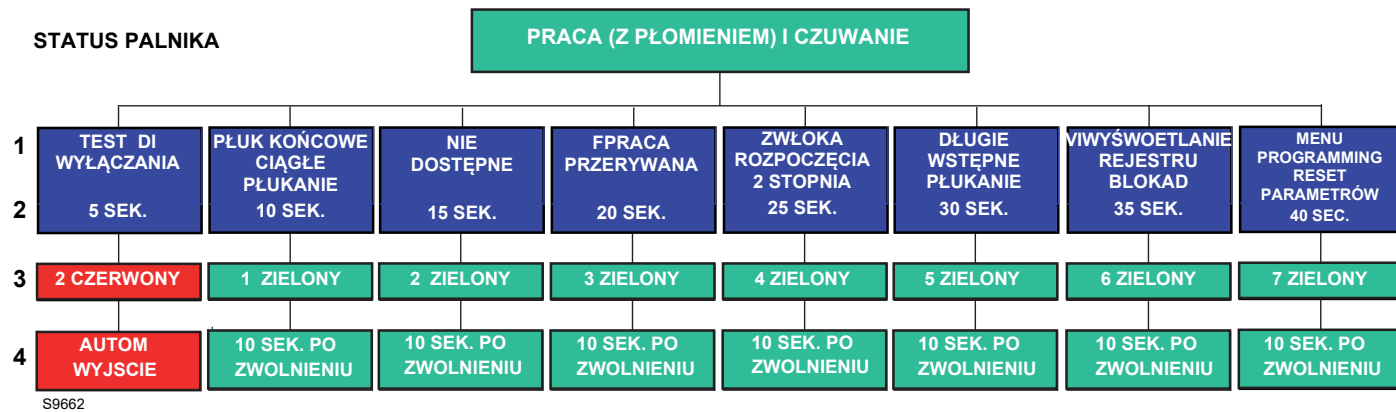 STATUS PALNIKA
PRACA (Z PŁOMIENIEM) I CZUWANIE
1
TEST DI
WYŁĄCZANIA
PŁUK KOŃCOWE
CIĄGŁE
PŁUKANIE
NIE
DOSTĘPNE
FPRACA
PRZERYWANA
ZWŁOKA
ROZPOCZĘCIA
2 STOPNIA
DŁUGIE
WSTĘPNE
PŁUKANIE
VIWYŚWOETLANIE
REJESTRU
BLOKAD
MENU
PROGRAMMING
RESET
PARAMETRÓW
2
5 SEK.
10 SEK.
15 SEK.
20 SEK.
25 SEK.
30 SEK.
35 SEK.
40 SEC.
3
2 CZERWONY
1 ZIELONY
2 ZIELONY
3 ZIELONY
4 ZIELONY
5 ZIELONY
6 ZIELONY
7 ZIELONY
4
AUTOM
WYJSCIE
10 SEK. PO
ZWOLNIENIU
10 SEK. PO
ZWOLNIENIU
10 SEK. PO
ZWOLNIENIU
10 SEK. PO
ZWOLNIENIU
10 SEK. PO
ZWOLNIENIU
10 SEK. PO
ZWOLNIENIU
10 SEK. PO
ZWOLNIENIU
S9662